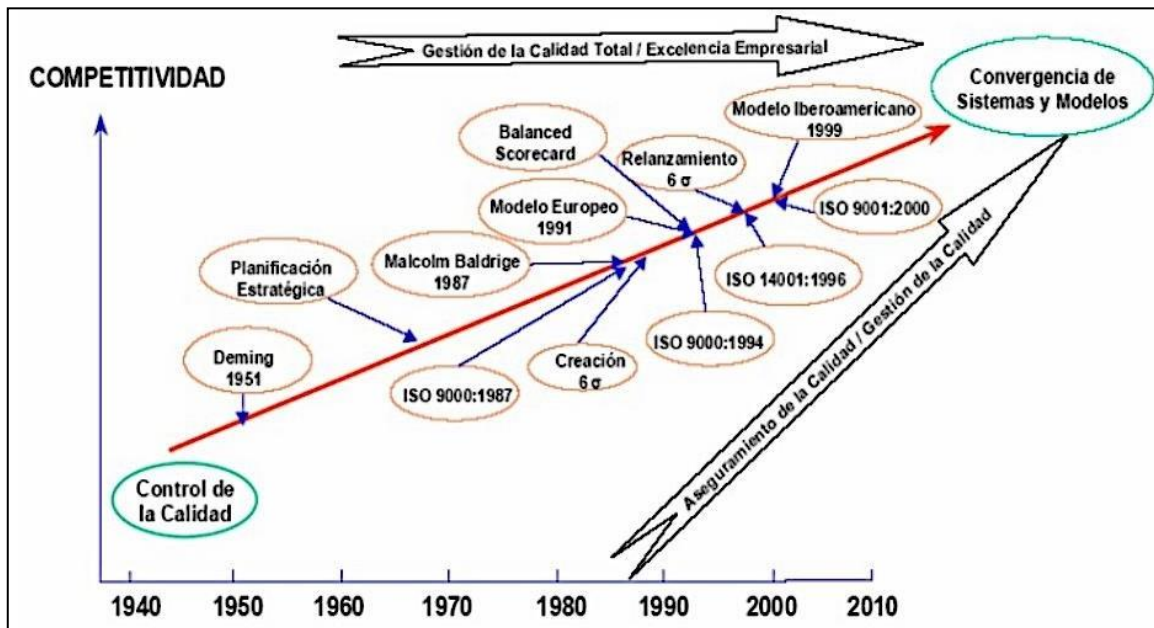 Gestión de la Calidad Total / Excelencia Empresarial
COMPETITIVIDAD
Convergencia de
Sistemas y Modelos
Modelo Iberoamericano
1999
Balanced
Scorecard
Relanzamiento
6 σ
Modelo Europeo
1991
ISO 9001:2000
Malcolm Baldrige
1987
Planificación
Estratégica
ISO 14001:1996
ISO 9000:1994
Deming
1951
Creación
6 σ
ISO 9000:1987
Aseguramiento de la Calidad / Gestión de la Calidad
Control de
la Calidad
1940 1950 1960 1970 1980 1990 2000 2010